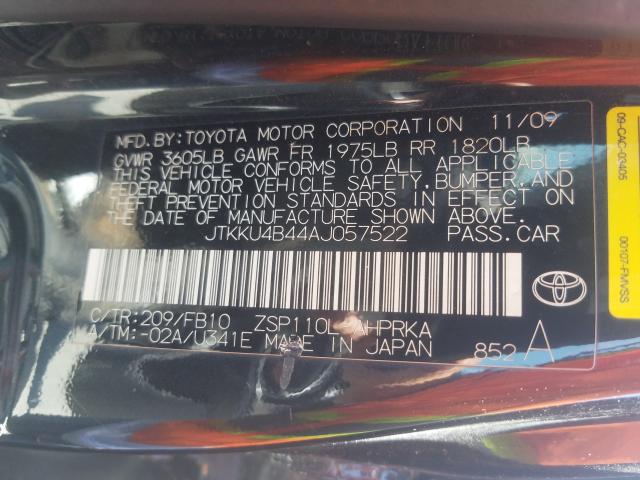 MFD.BY:TOYOTA MOTOR CORPORATION 11/09
GVWR 3605LB GAWR FR 1975LB RR 1820LB
THIS VEHICLE CONFORMS TO ALL APPLICABLE
FEDERAL MOTOR VEHICLE SAFETY,BUMPER,AND
THEFT PREVENTION STANDARDS IN EFFECT ON
THE DATE OF MANUFACTURE SHOWN ABOVE.
JTKKU4B44AJ057522 PASS.CAR
C/TR:209/FB10 ZSP110L-AHPRKA
A/TM:-02A/U341E MADE IN JAPAN 852 A
TOYOTA
09-CAC-03405
00107-FMVSS